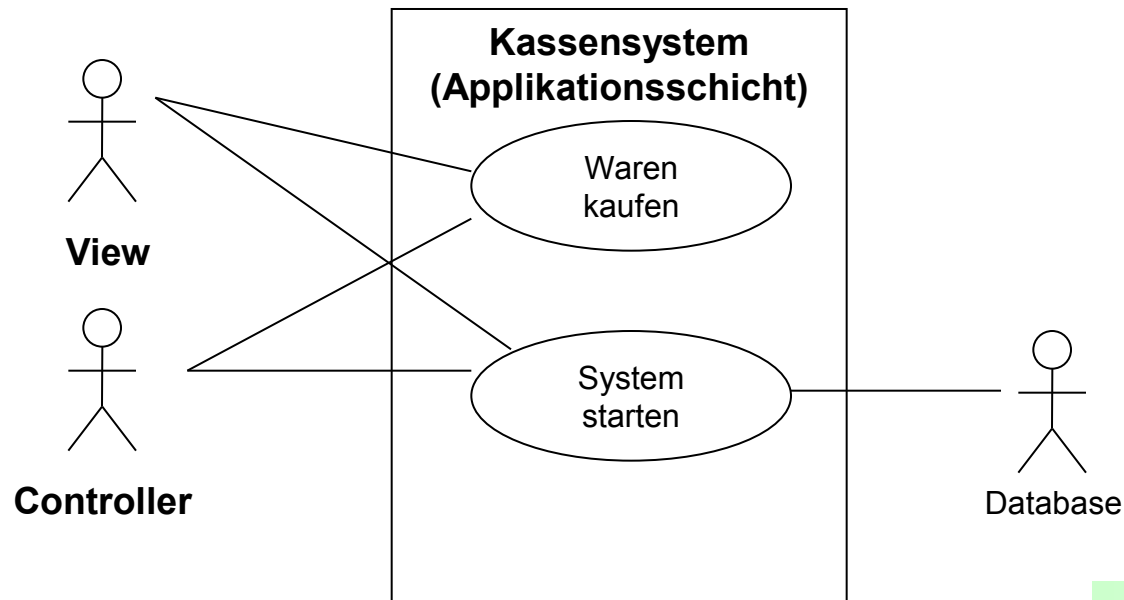 Kassensystem
(Applikationsschicht)
Waren
kaufen
View
System
starten
Controller
Database